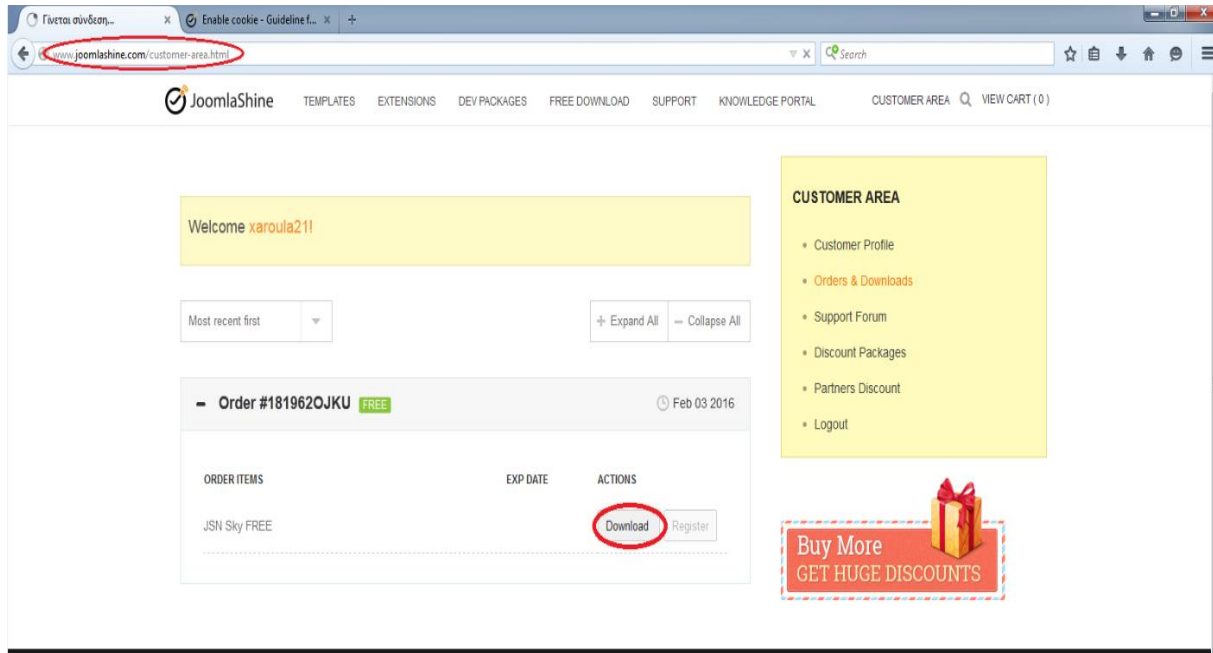 Γίνεται σύνδεση...
Enable cookie - Guideline f...
www.joomlashine.com/customer-area.html
Search
JoomlaShine TEMPLATES EXTENSIONS DEV PACKAGES FREE DOWNLOAD SUPPORT KNOWLEDGE PORTAL CUSTOMER AREA VIEW CART ( 0 )
Welcome xaroula21!
Most recent first
+ Expand All
− Collapse All
− Order #181962OJKU FREE
Feb 03 2016
ORDER ITEMS EXP DATE ACTIONS
JSN Sky FREE Download Register
CUSTOMER AREA
Customer Profile
Orders & Downloads
Support Forum
Discount Packages
Partners Discount
Logout
Buy More
GET HUGE DISCOUNTS